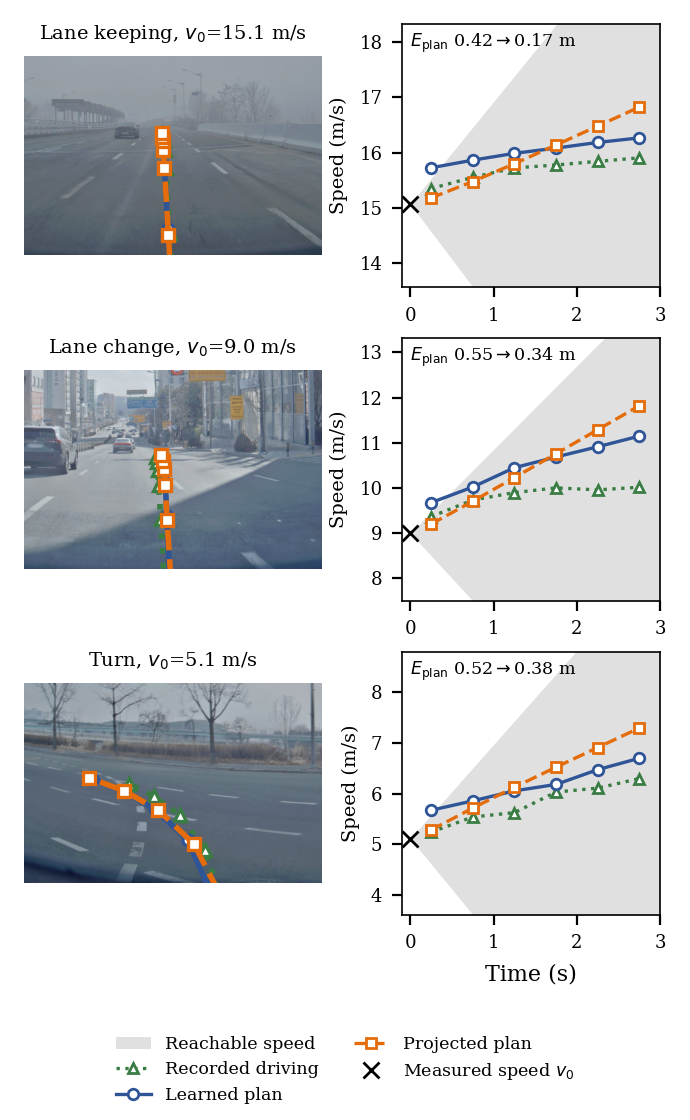 Lane keeping, v0=15.1 m/s
E_plan 0.42→0.17 m
Speed (m/s)
18
17
16
15
14
0 1 2 3
Lane change, v0=9.0 m/s
E_plan 0.55→0.34 m
Speed (m/s)
13
12
11
10
9
8
0 1 2 3
Turn, v0=5.1 m/s
E_plan 0.52→0.38 m
Speed (m/s)
8
7
6
5
4
0 1 2 3
Time (s)
Reachable speed
Recorded driving
Learned plan
Projected plan
Measured speed v0